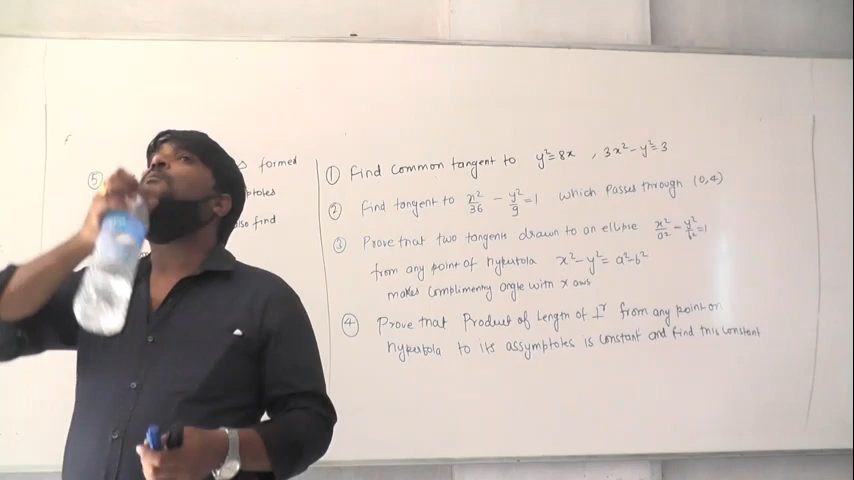 ⑤ formed
ptotes
also find
① Find common tangent to y²=8x , 3x²-y²=3
② Find tangent to x²/36 - y²/9 =1 which passes through (0,4)
③ Prove that two tangents drawn to an ellipse x²/a² - y²/b² =1
from any point of hyperbola x²-y²= a²-b²
makes complimenty angle with x axis
④ Prove that Product of length of ⊥r from any point on
hyperbola to its assymptotes is constant and find this constant